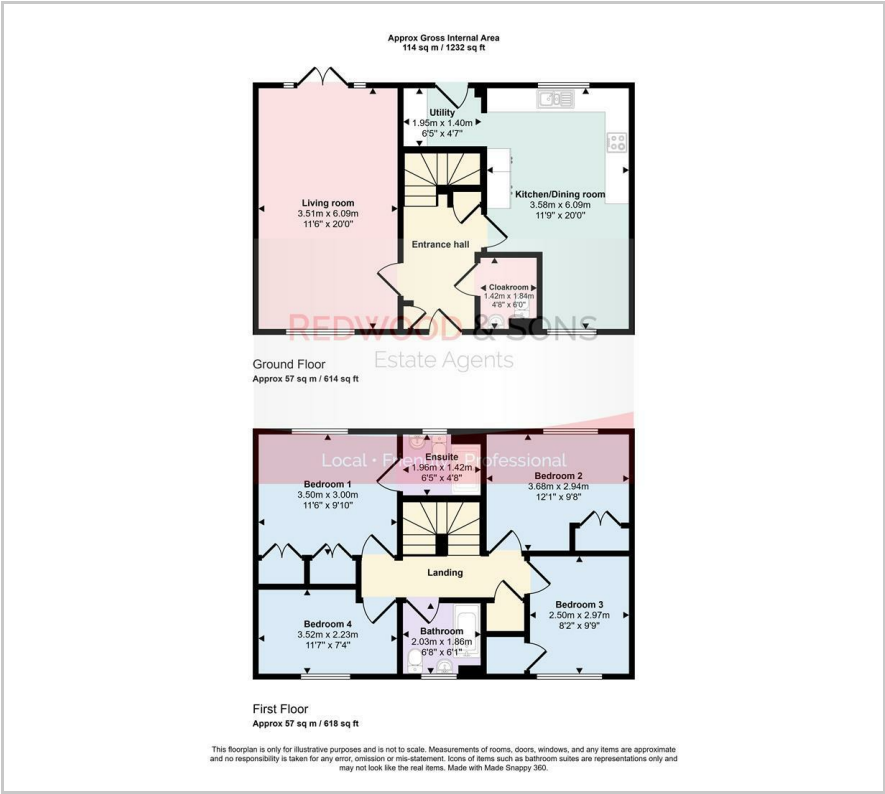 Approx Gross Internal Area
114 sq m / 1232 sq ft
Utility
1.95m x 1.40m
6'5" x 4'7"
Living room
3.51m x 6.09m
11'6" x 20'0"
Kitchen/Dining room
3.58m x 6.09m
11'9" x 20'0"
Entrance hall
Cloakroom
1.42m x 1.84m
4'8" x 6'0"
REDWOOD & SONS
Estate Agents
Ground Floor
Approx 57 sq m / 614 sq ft
Ensuite
1.96m x 1.42m
6'5" x 4'8"
Local • Friendly • Professional
Bedroom 1
3.50m x 3.00m
11'6" x 9'10"
Bedroom 2
3.68m x 2.94m
12'1" x 9'8"
Landing
Bedroom 3
2.50m x 2.97m
8'2" x 9'9"
Bedroom 4
3.52m x 2.23m
11'7" x 7'4"
Bathroom
2.03m x 1.86m
6'8" x 6'1"
First Floor
Approx 57 sq m / 618 sq ft
This floorplan is only for illustrative purposes and is not to scale. Measurements of rooms, doors, windows, and any items are approximate
and no responsibility is taken for any error, omission or mis-statement. Icons of items such as bathroom suites are representations only and
may not look like the real items. Made with Made Snappy 360.